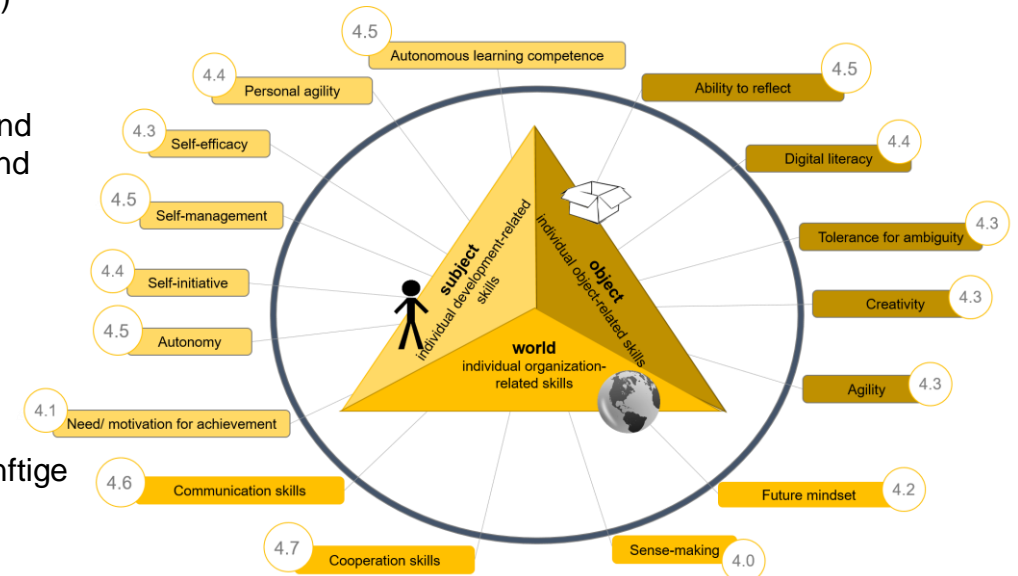 )
nd
nd
nftige
4.5
Autonomous learning competence
4.4
Personal agility
4.3
Self-efficacy
4.5
Self-management
4.4
Self-initiative
4.5
Autonomy
4.1
Need/ motivation for achievement
4.6
Communication skills
4.7
Cooperation skills
4.5
Ability to reflect
4.4
Digital literacy
4.3
Tolerance for ambiguity
4.3
Creativity
4.3
Agility
4.2
Future mindset
Sense-making
4.0
subject
individual development-related
skills
object
individual object-related skills
world
individual organization-
related skills